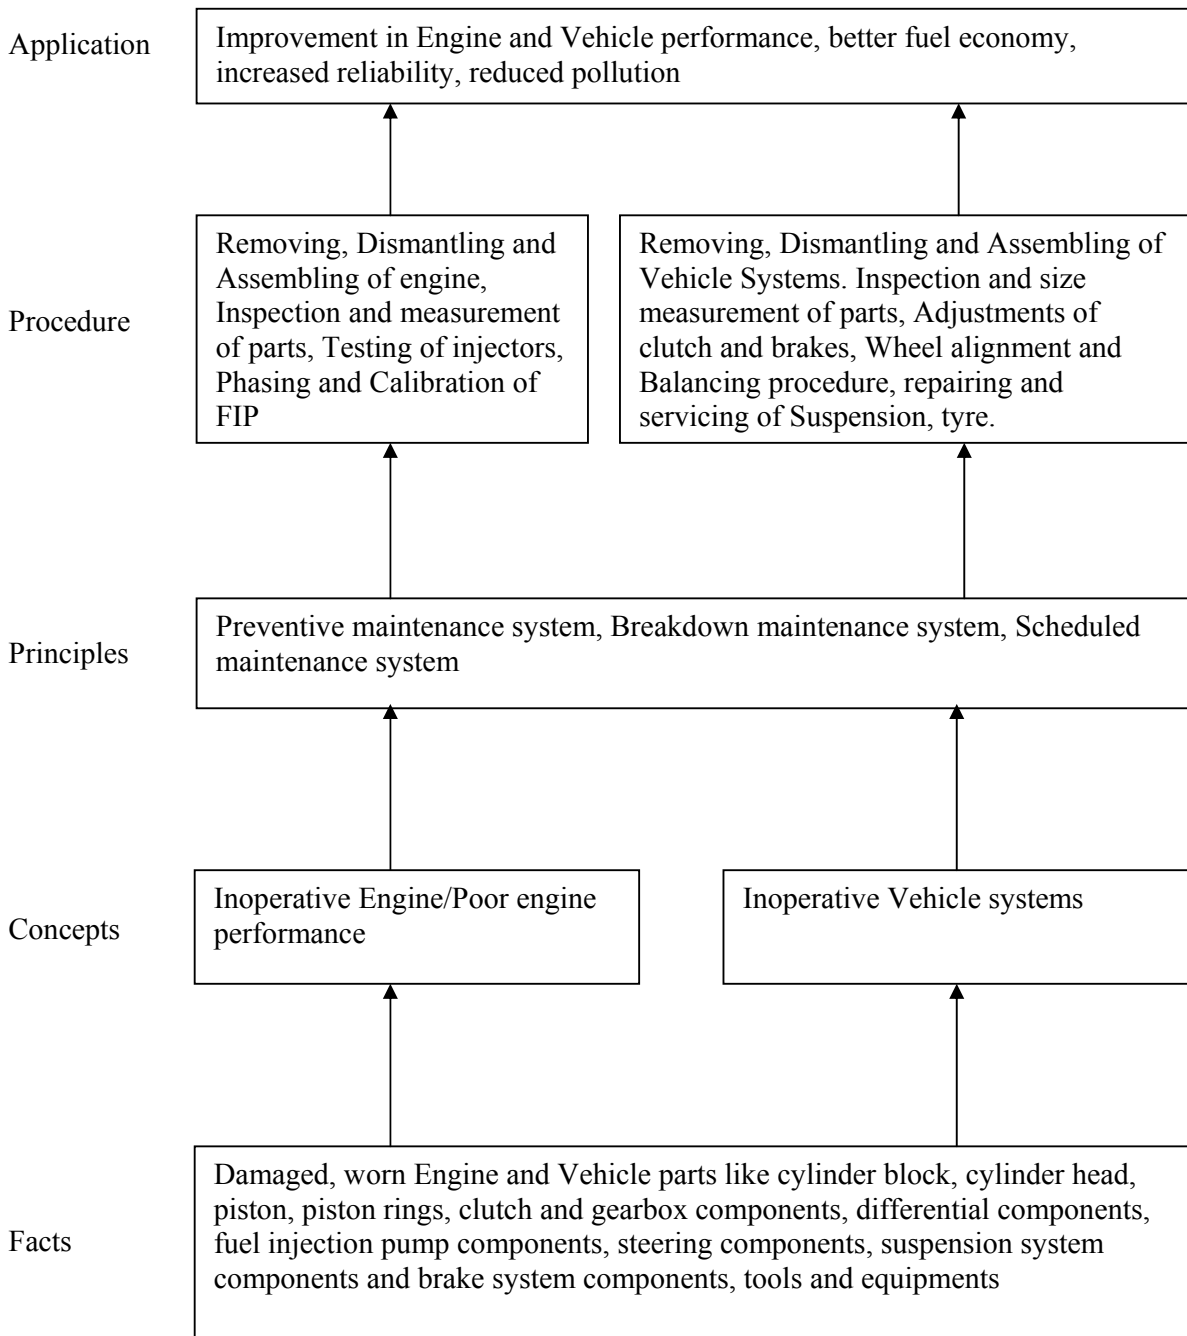 Application
Improvement in Engine and Vehicle performance, better fuel economy,
increased reliability, reduced pollution
Procedure
Removing, Dismantling and
Assembling of engine,
Inspection and measurement
of parts, Testing of injectors,
Phasing and Calibration of
FIP
Removing, Dismantling and Assembling of
Vehicle Systems. Inspection and size
measurement of parts, Adjustments of
clutch and brakes, Wheel alignment and
Balancing procedure, repairing and
servicing of Suspension, tyre.
Principles
Preventive maintenance system, Breakdown maintenance system, Scheduled
maintenance system
Concepts
Inoperative Engine/Poor engine
performance
Inoperative Vehicle systems
Facts
Damaged, worn Engine and Vehicle parts like cylinder block, cylinder head,
piston, piston rings, clutch and gearbox components, differential components,
fuel injection pump components, steering components, suspension system
components and brake system components, tools and equipments